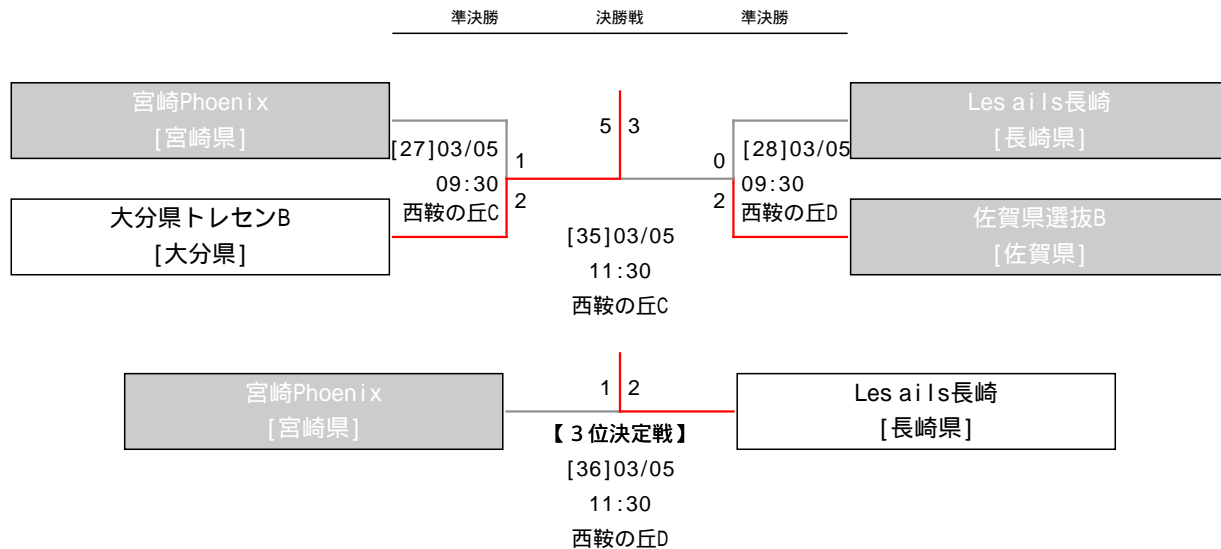 準決勝 決勝戦 準決勝
宮崎Phoenix
[宮崎県]
Les ails長崎
[長崎県]
5 3
[27]03/05
09:30
西鞍の丘C
1
2
0
2
[28]03/05
09:30
西鞍の丘D
大分県トレセンB
[大分県]
佐賀県選抜B
[佐賀県]
[35]03/05
11:30
西鞍の丘C
宮崎Phoenix
[宮崎県]
1 2
Les ails長崎
[長崎県]
【３位決定戦】
[36]03/05
11:30
西鞍の丘D